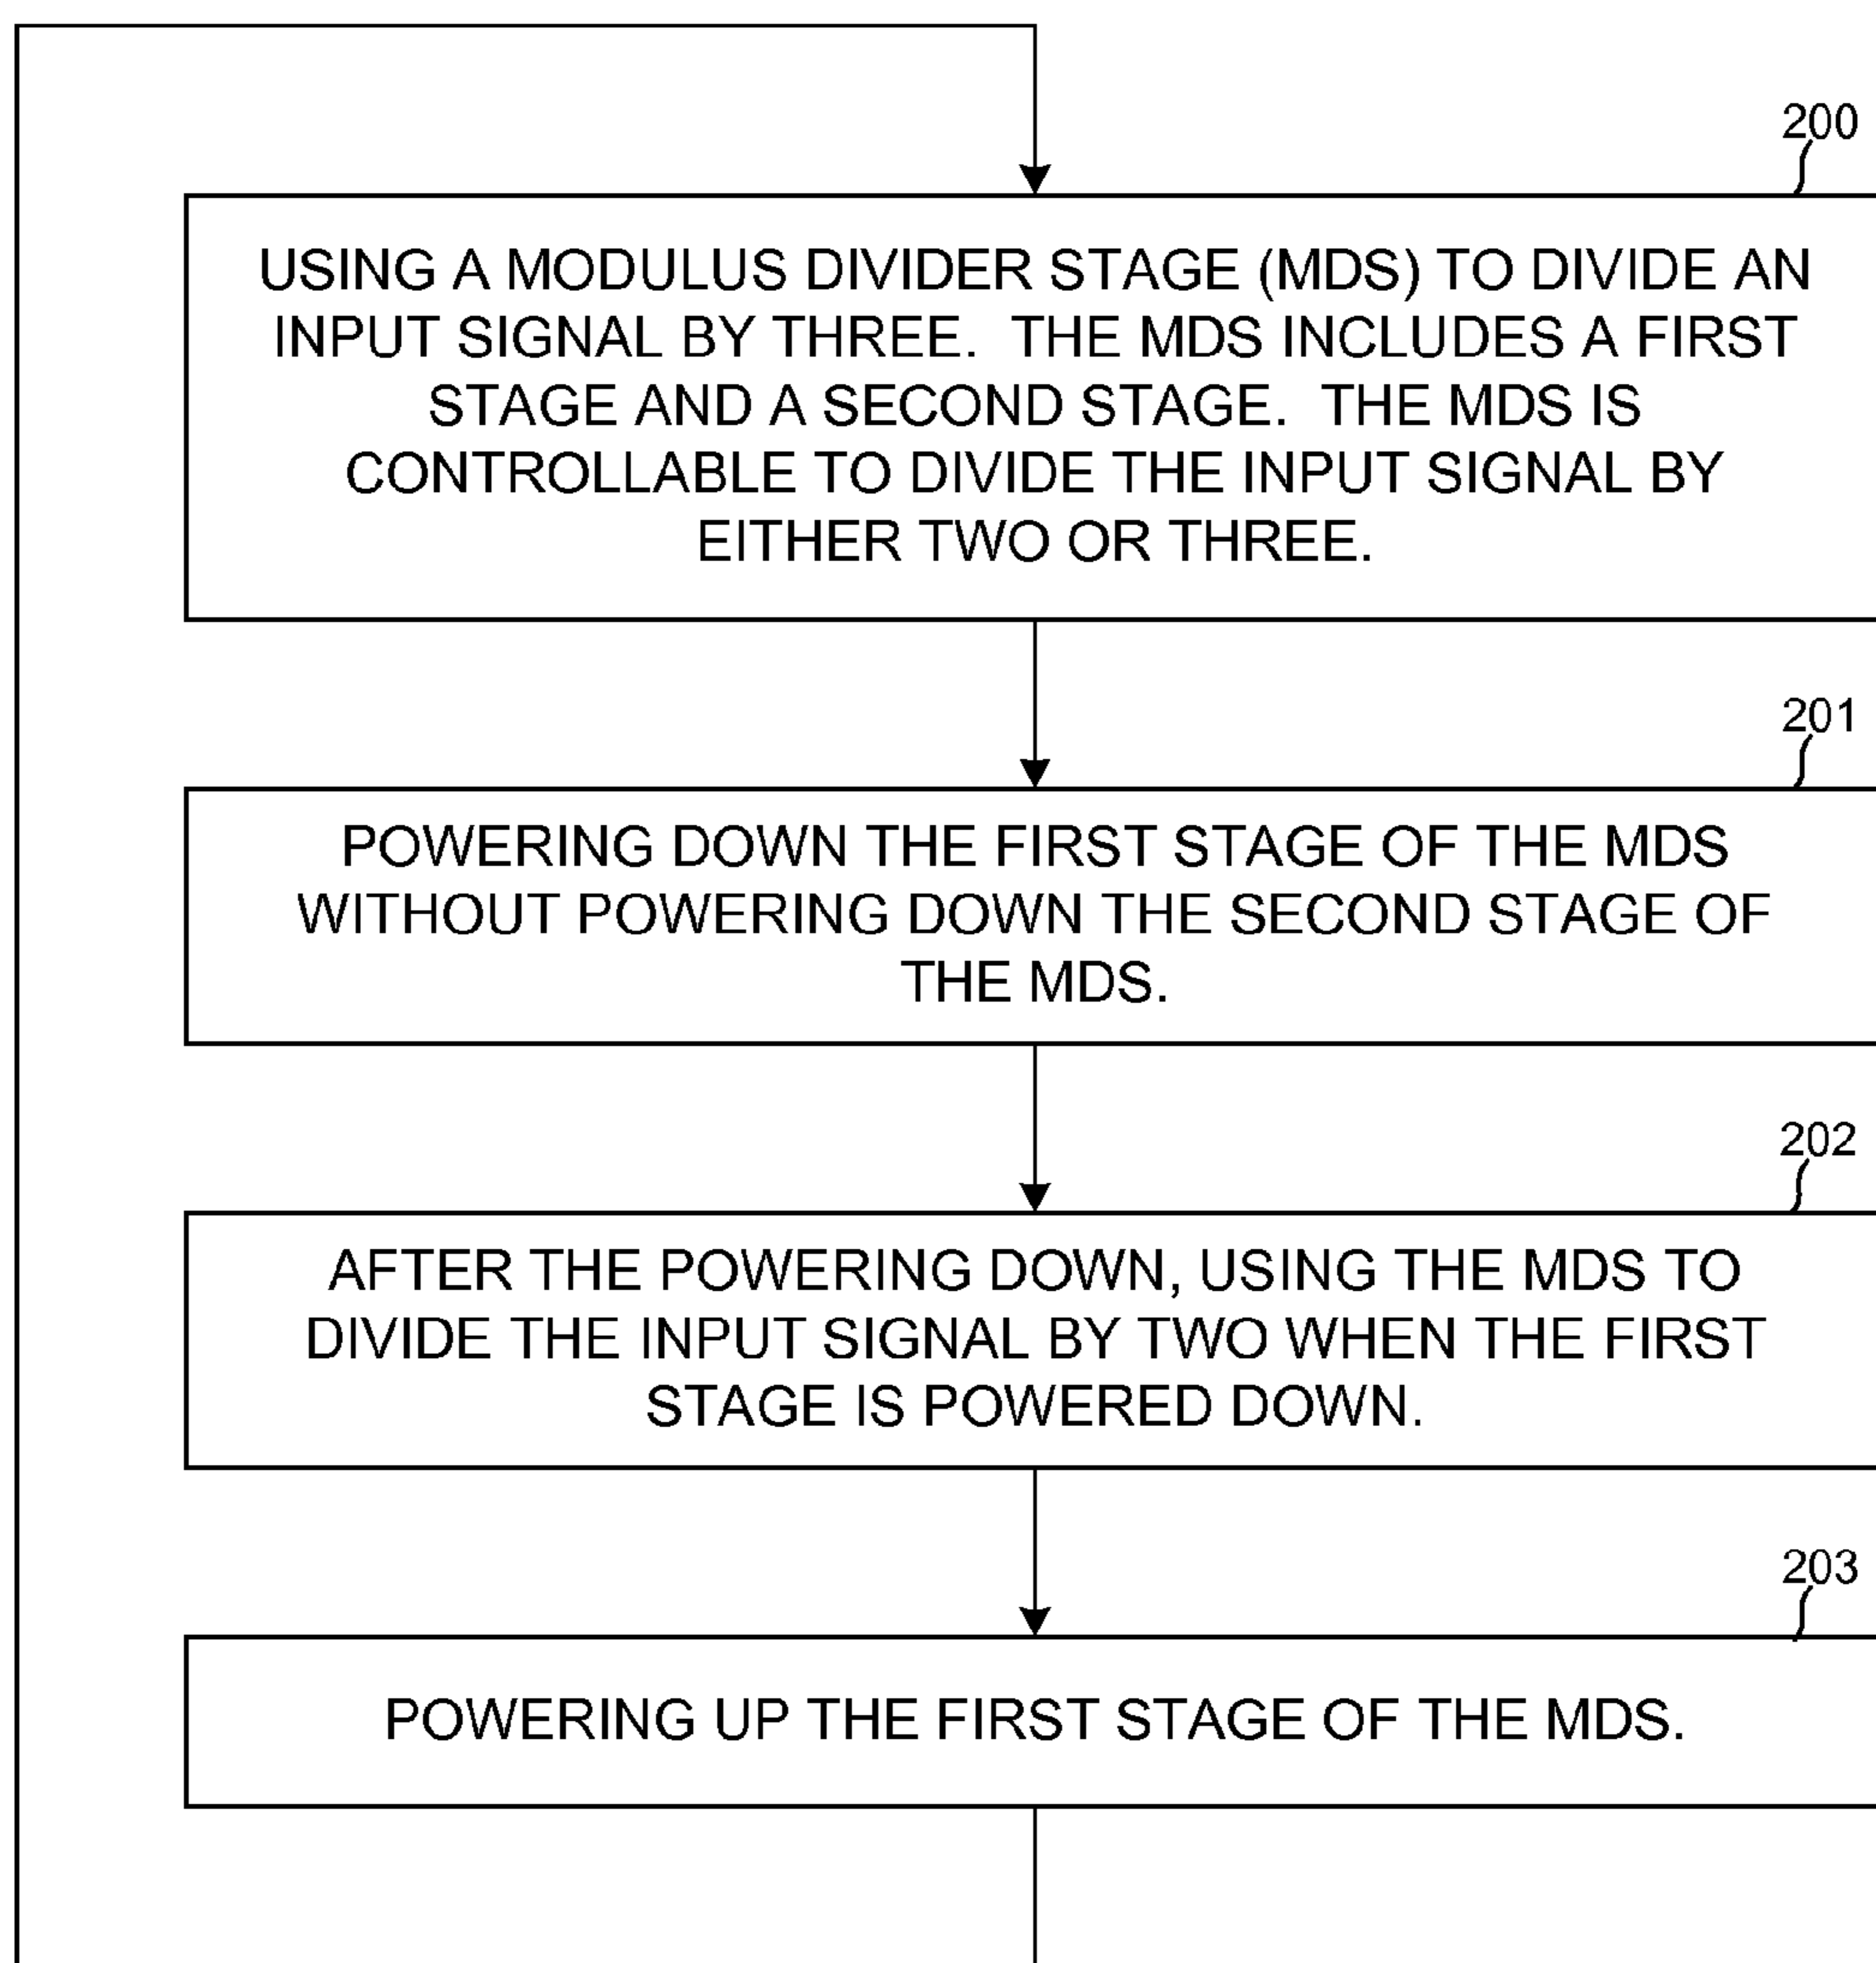 200
USING A MODULUS DIVIDER STAGE (MDS) TO DIVIDE AN
INPUT SIGNAL BY THREE. THE MDS INCLUDES A FIRST
STAGE AND A SECOND STAGE. THE MDS IS
CONTROLLABLE TO DIVIDE THE INPUT SIGNAL BY
EITHER TWO OR THREE.
201
POWERING DOWN THE FIRST STAGE OF THE MDS
WITHOUT POWERING DOWN THE SECOND STAGE OF
THE MDS.
202
AFTER THE POWERING DOWN, USING THE MDS TO
DIVIDE THE INPUT SIGNAL BY TWO WHEN THE FIRST
STAGE IS POWERED DOWN.
203
POWERING UP THE FIRST STAGE OF THE MDS.